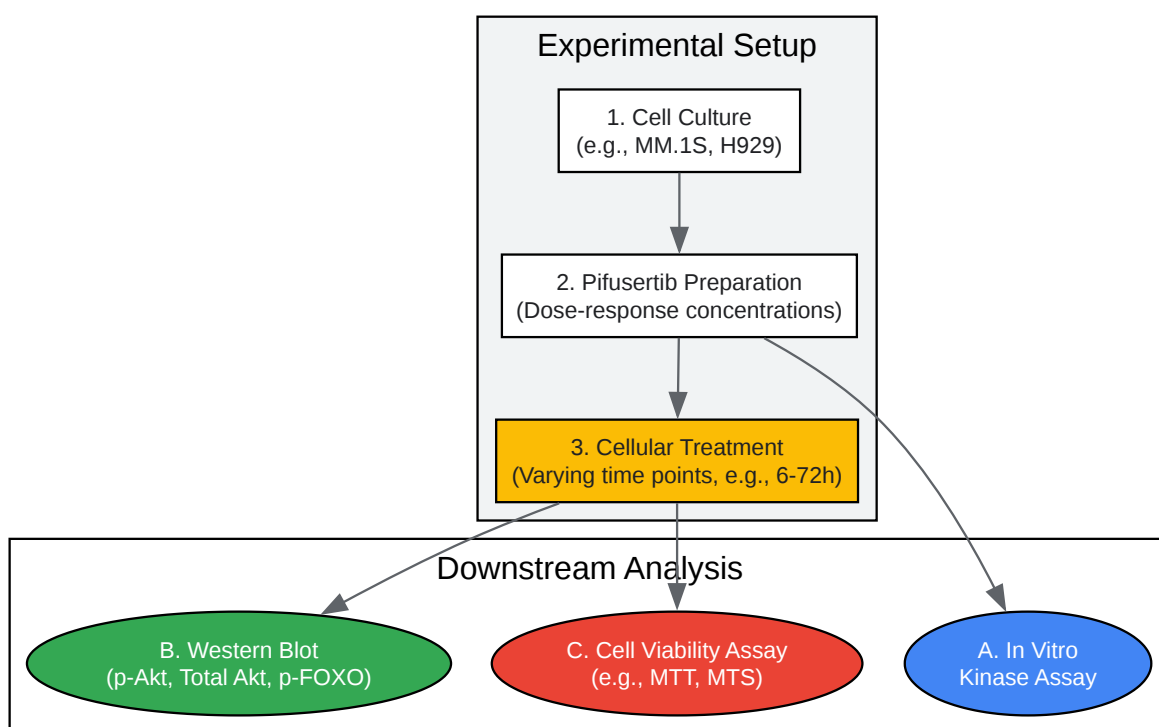 Experimental Setup
1. Cell Culture
(e.g., MM.1S, H929)
2. Pifusertib Preparation
(Dose-response concentrations)
3. Cellular Treatment
(Varying time points, e.g., 6-72h)
Downstream Analysis
B. Western Blot
(p-Akt, Total Akt, p-FOXO)
C. Cell Viability Assay
(e.g., MTT, MTS)
A. In Vitro
Kinase Assay